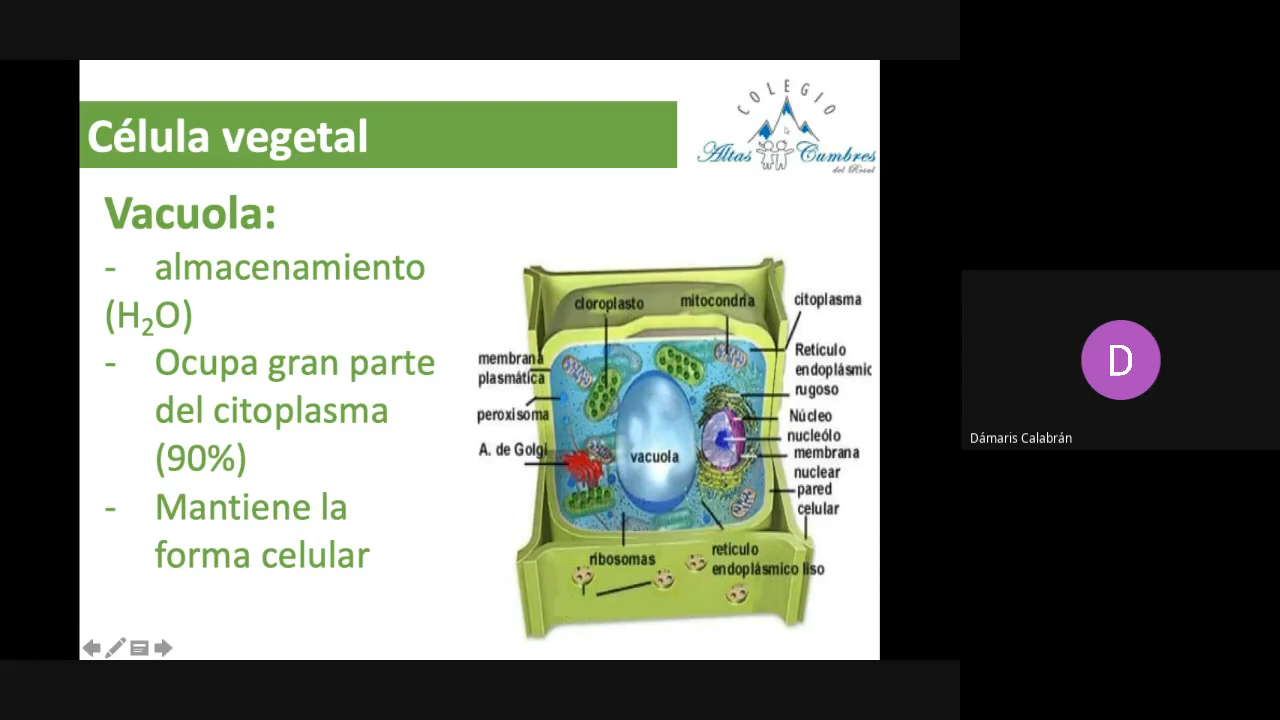 Célula vegetal
COLEGIO
Altas Cumbres
del Rosal
Vacuola:
- almacenamiento
(H₂O)
- Ocupa gran parte
del citoplasma
(90%)
- Mantiene la
forma celular
cloroplasto
mitocondria
citoplasma
membrana
plasmática
Retículo
endoplásmic
rugoso
peroxisoma
Núcleo
nucleólo
A. de Golgi
vacuola
membrana
nuclear
pared
celular
ribosomas
retículo
endoplásmico liso
D
Dámaris Calabrán